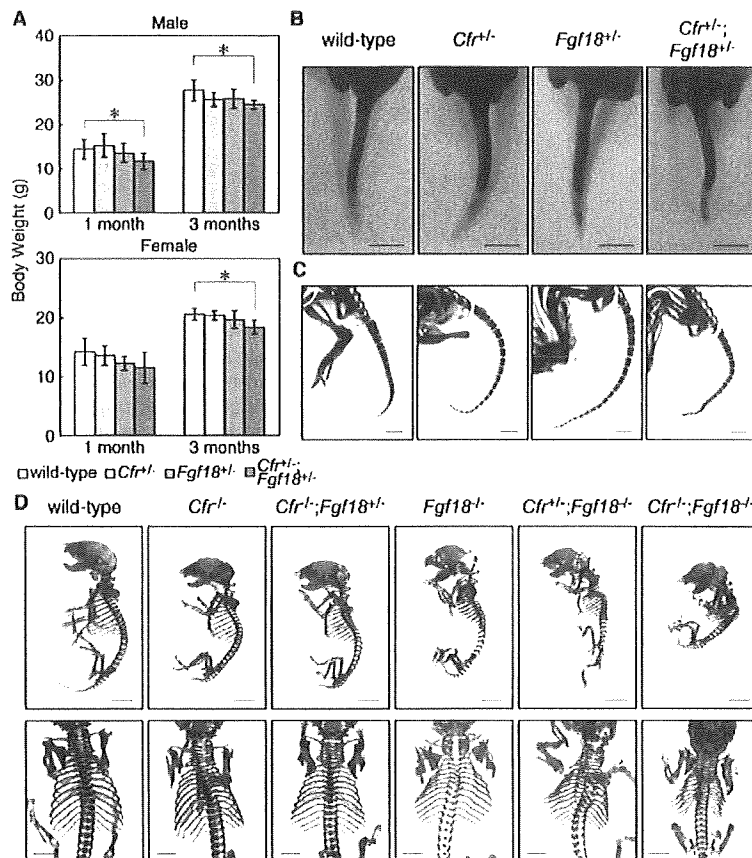 A
Male
40
30
20
10
0
*
*
1 month
3 months
Female
30
20
10
0
*
1 month
3 months
Body Weight (g)
wild-type Cfr+/- Fgf18+/- Cfr+/-;
Fgf18+/-
B
wild-type
Cfr+/-
Fgf18+/-
Cfr+/-;
Fgf18+/-
C
D
wild-type
Cfr-/-
Cfr-/-;Fgf18+/-
Fgf18-/-
Cfr+/-;Fgf18-/-
Cfr-/-;Fgf18-/-